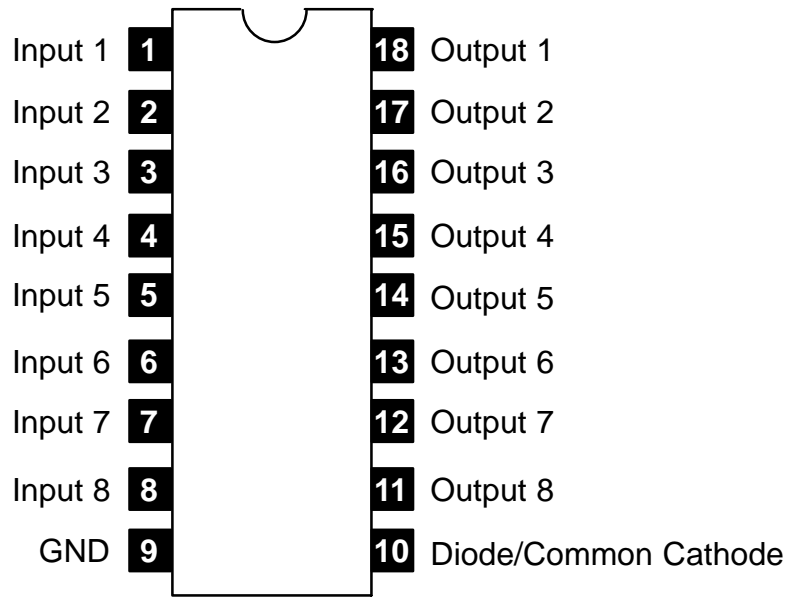 Input 1 1 18 Output 1
Input 2 2 17 Output 2
Input 3 3 16 Output 3
Input 4 4 15 Output 4
Input 5 5 14 Output 5
Input 6 6 13 Output 6
Input 7 7 12 Output 7
Input 8 8 11 Output 8
GND 9 10 Diode/Common Cathode